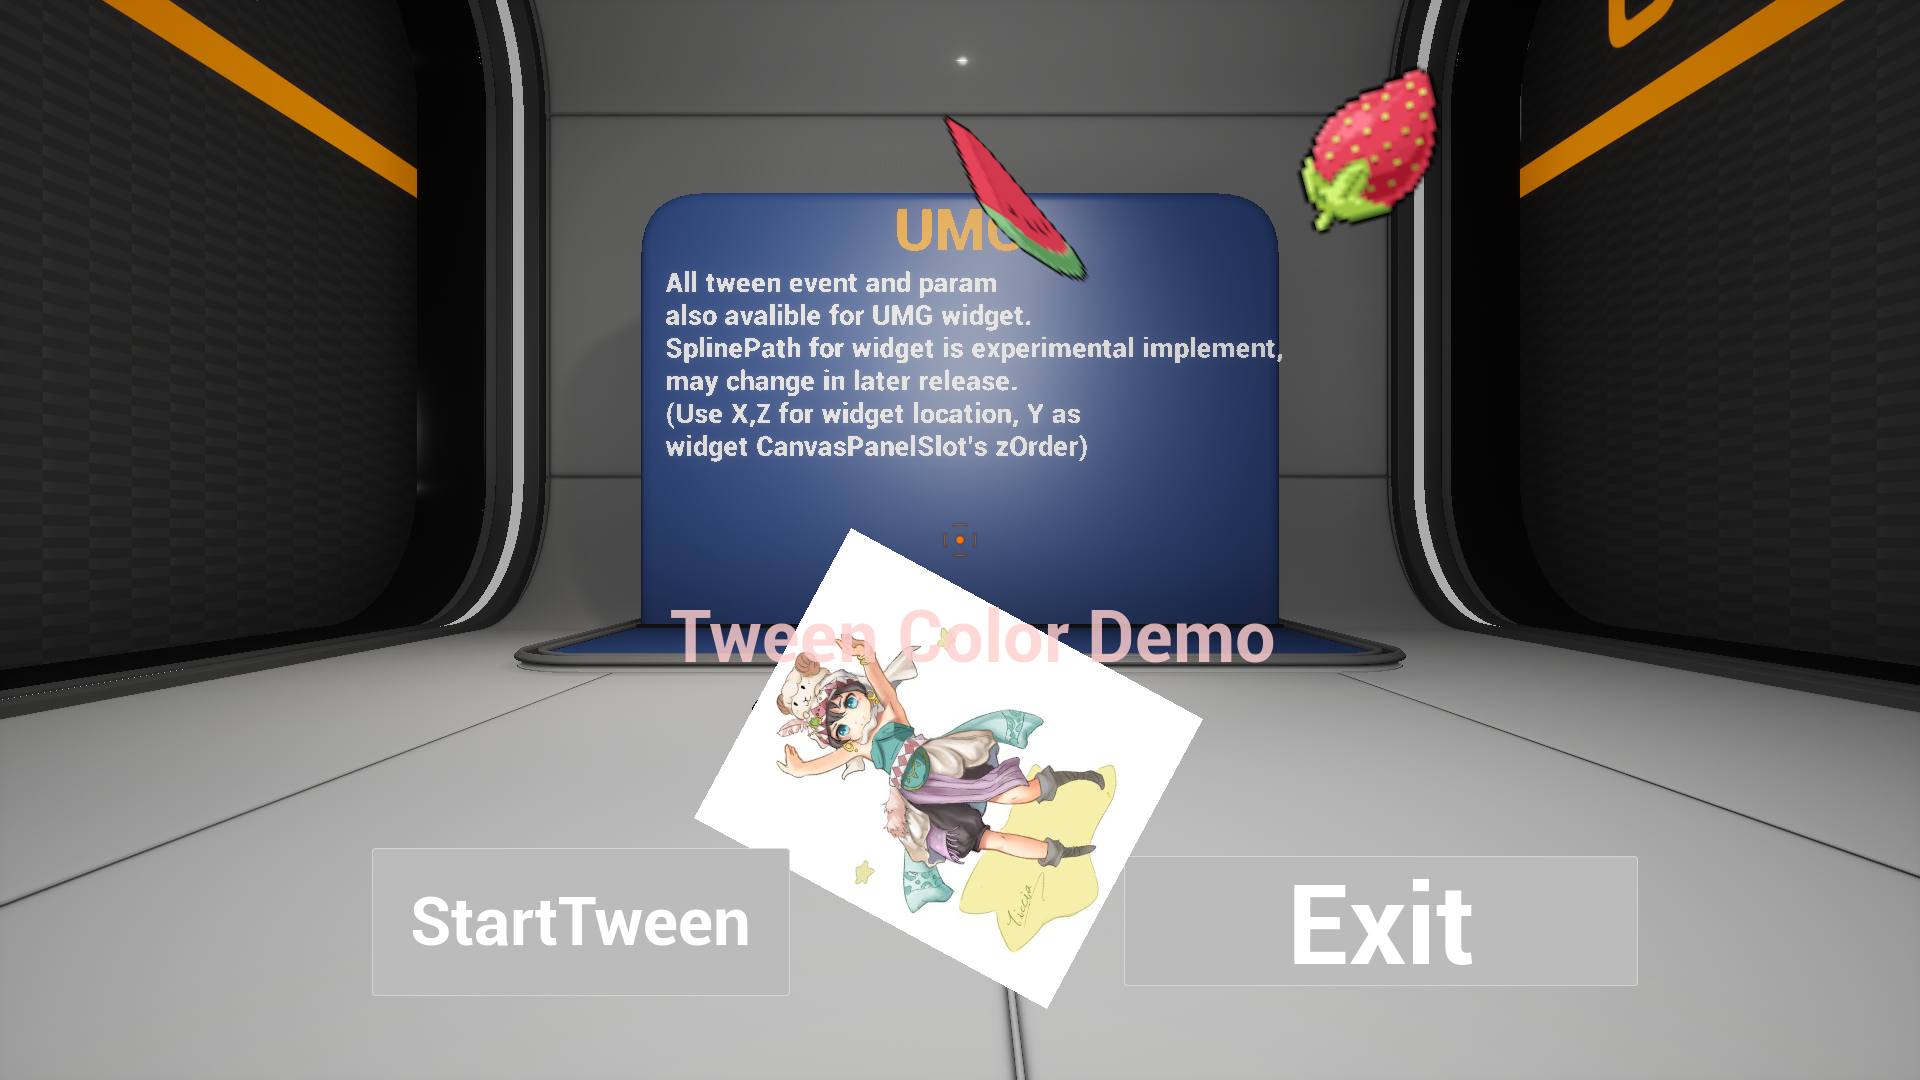 UMG
All tween event and param
also avalible for UMG widget.
SplinePath for widget is experimental implement,
may change in later release.
(Use X,Z for widget location, Y as
widget CanvasPanelSlot's zOrder)
Tween Color Demo
StartTween
Exit